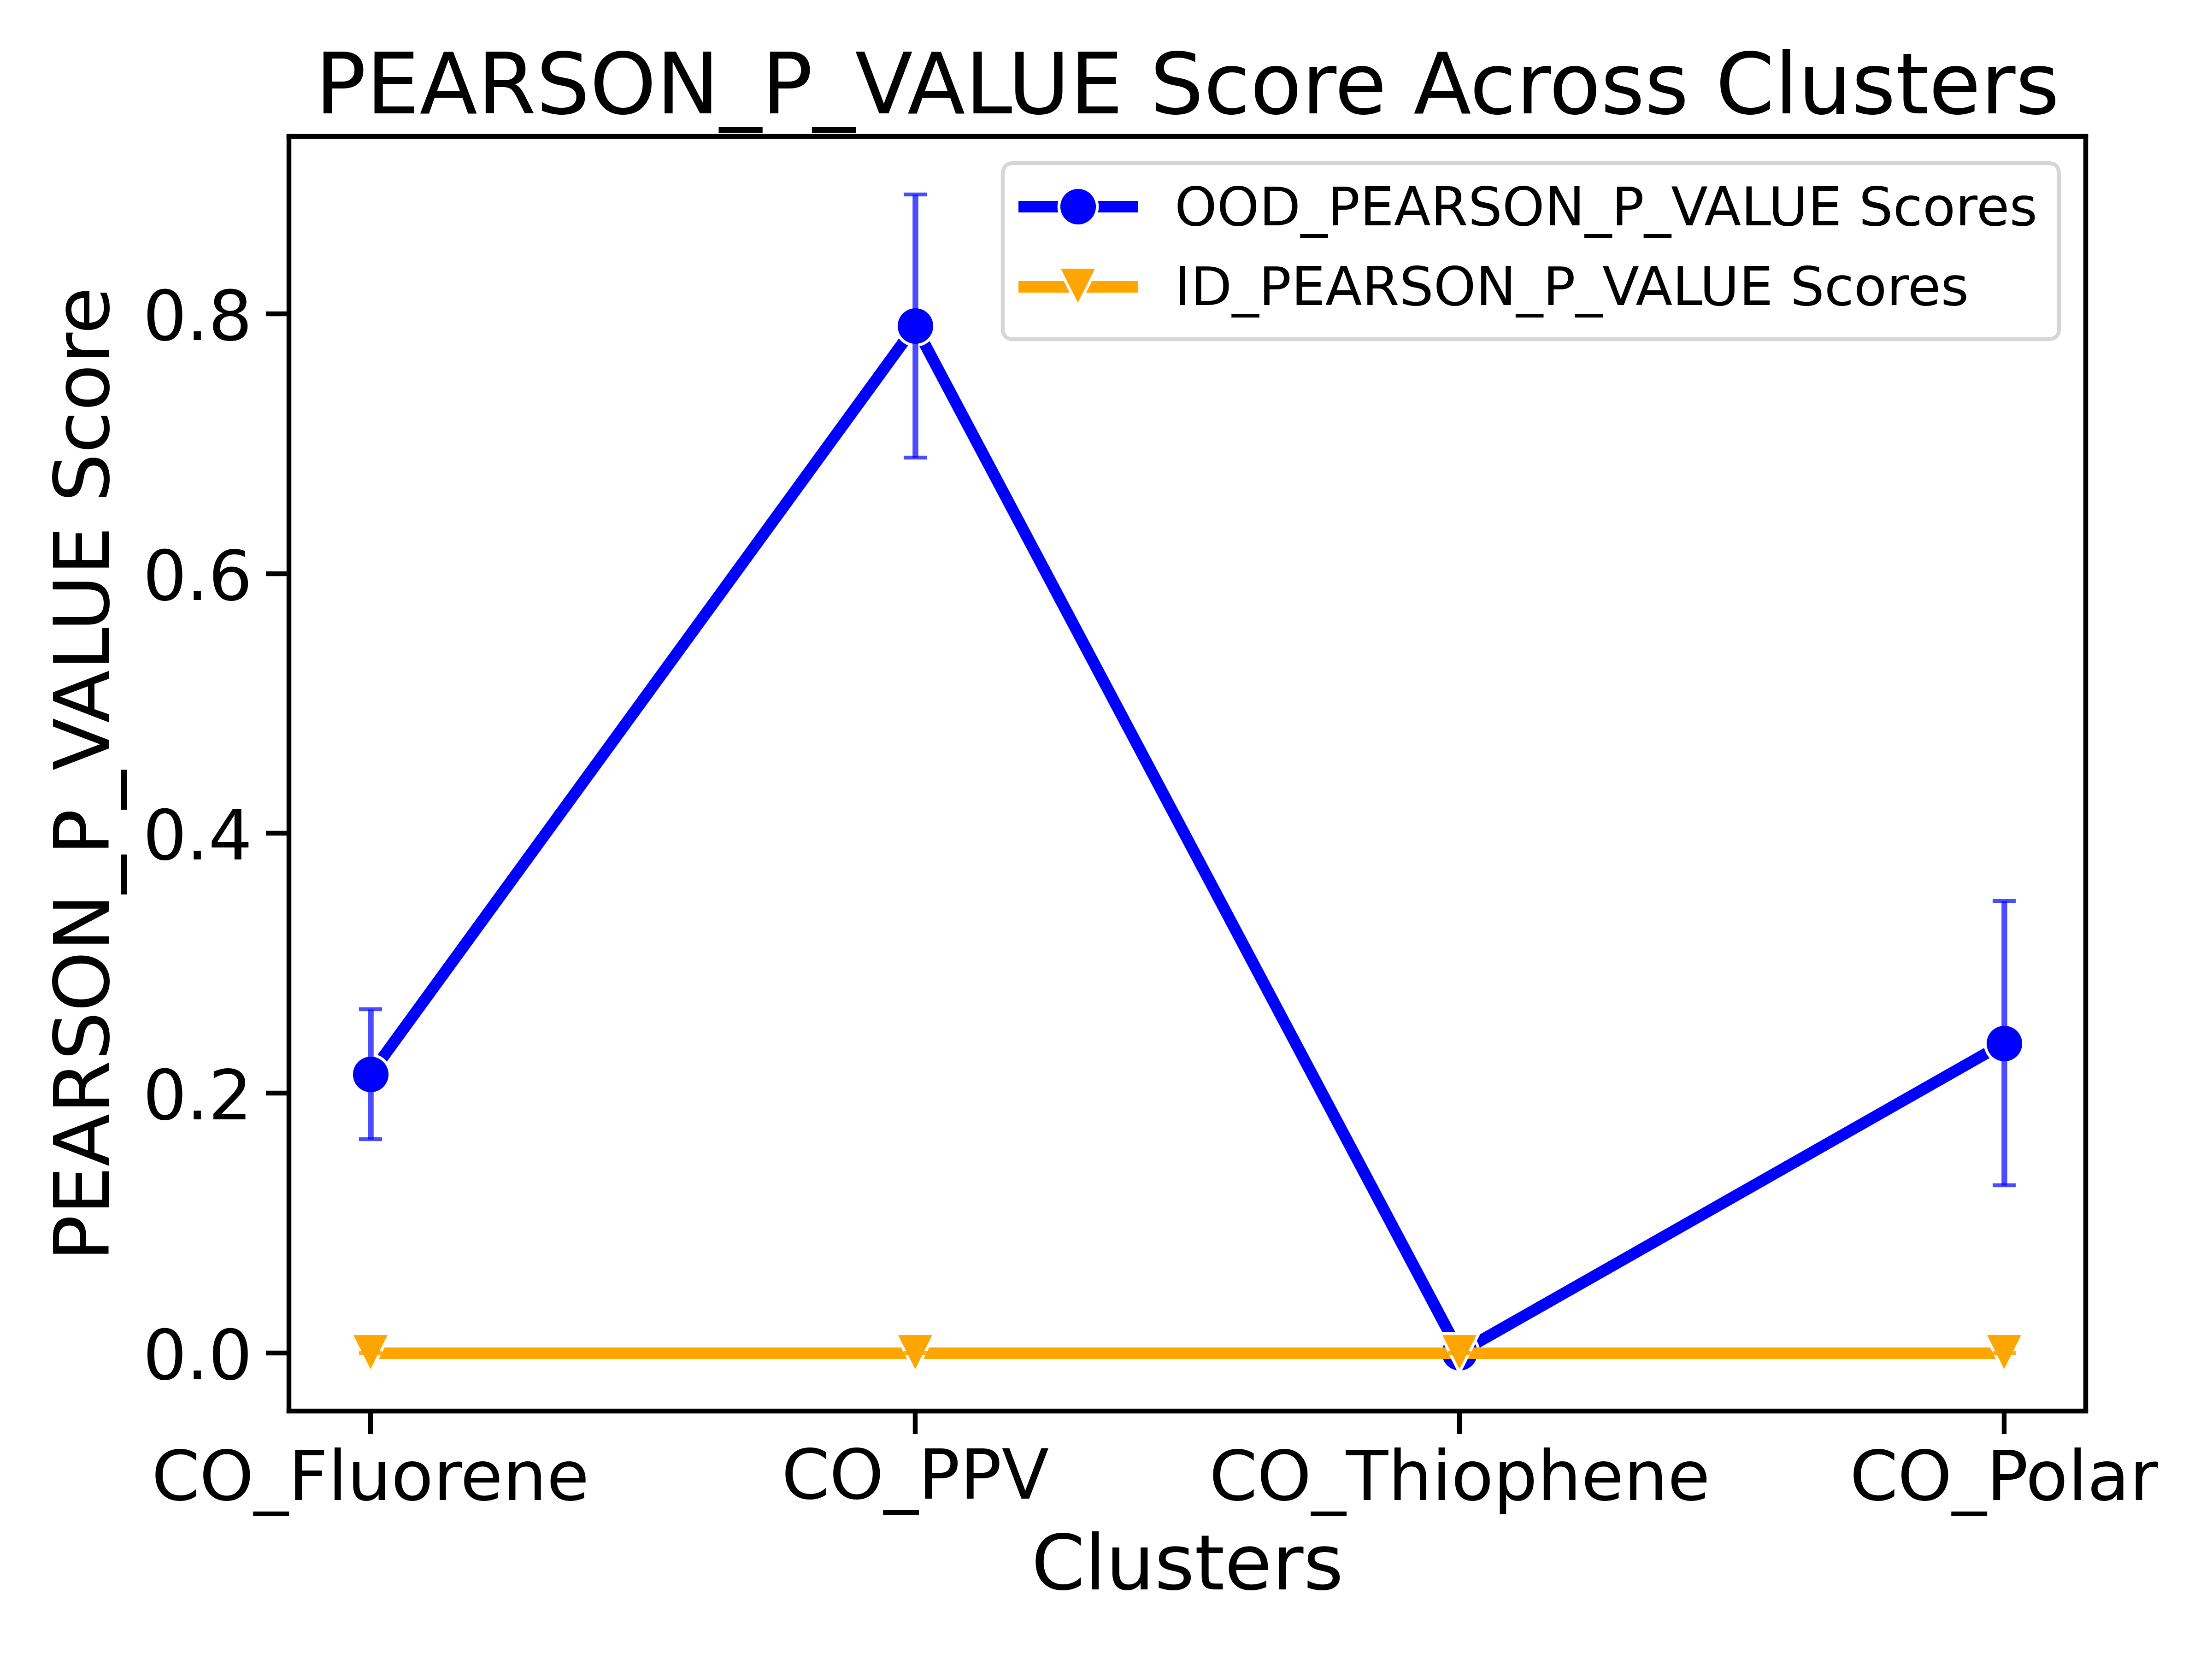 PEARSON_P_VALUE Score Across Clusters
OOD_PEARSON_P_VALUE Scores
ID_PEARSON_P_VALUE Scores
PEARSON_P_VALUE Score
0.8
0.6
0.4
0.2
0.0
CO_Fluorene
CO_PPV
CO_Thiophene
CO_Polar
Clusters